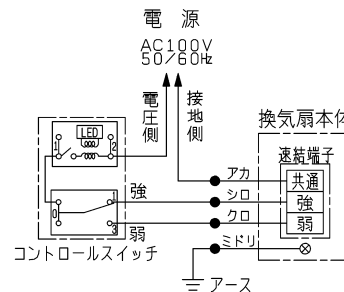 電源
AC100V
50/60Hz
電圧側
接地側
換気扇本体
速結端子
LED
1
2
アカ
共通
シロ
強
クロ
弱
ミドリ
強
1
0
3
弱
コントロールスイッチ
アース